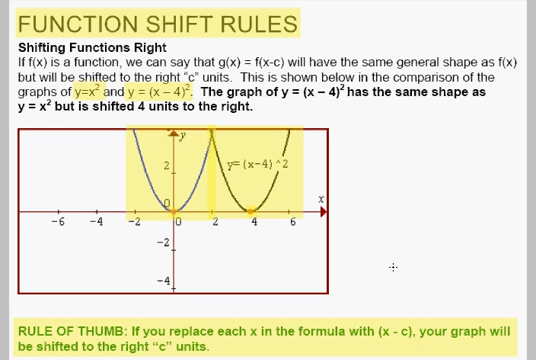 FUNCTION SHIFT RULES
Shifting Functions Right
If f(x) is a function, we can say that g(x) = f(x-c) will have the same general shape as f(x)
but will be shifted to the right “c” units.  This is shown below in the comparison of the
graphs of y=x² and y = (x – 4)².  The graph of y = (x – 4)² has the same shape as
y = x² but is shifted 4 units to the right.
y
2
y=(x-4)^2
0
x
-6 -4 -2 0 2 4 6
-2
-4
RULE OF THUMB: If you replace each x in the formula with (x - c), your graph will
be shifted to the right “c” units.